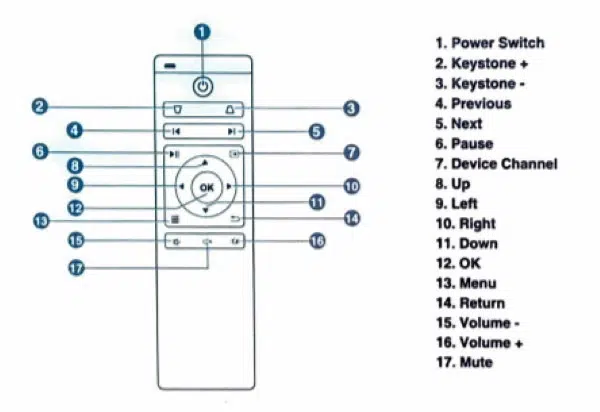 1
2
3
4
5
6
7
8
9
OK
10
11
12
13
14
15
16
17
1. Power Switch
2. Keystone +
3. Keystone -
4. Previous
5. Next
6. Pause
7. Device Channel
8. Up
9. Left
10. Right
11. Down
12. OK
13. Menu
14. Return
15. Volume -
16. Volume +
17. Mute